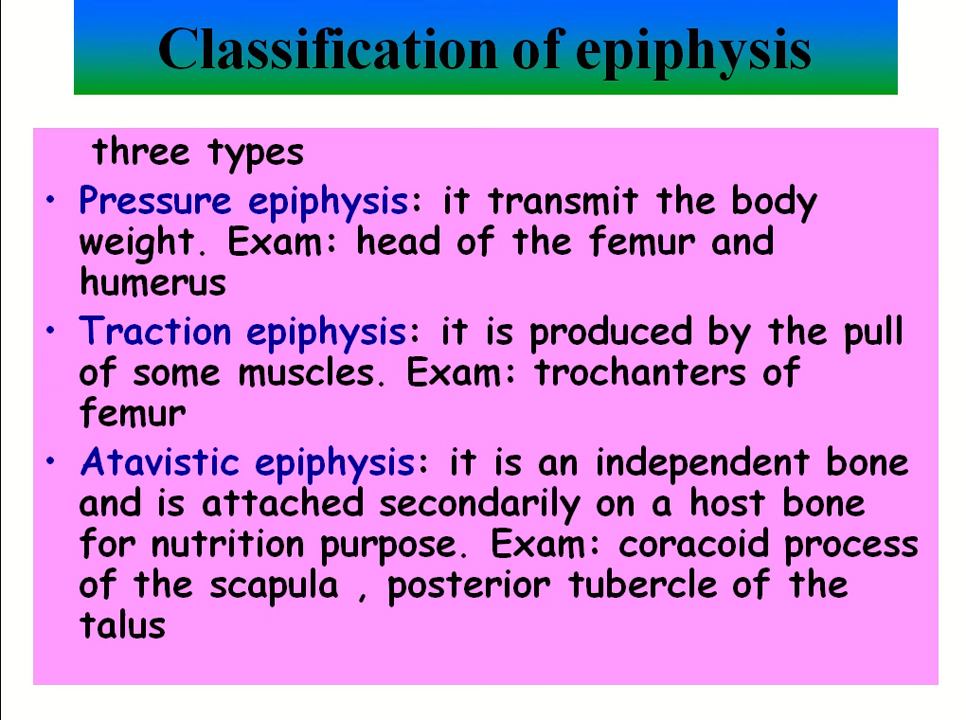 Classification of epiphysis
three types
• Pressure epiphysis: it transmit the body
weight. Exam: head of the femur and
humerus
• Traction epiphysis: it is produced by the pull
of some muscles. Exam: trochanters of
femur
• Atavistic epiphysis: it is an independent bone
and is attached secondarily on a host bone
for nutrition purpose. Exam: coracoid process
of the scapula , posterior tubercle of the
talus